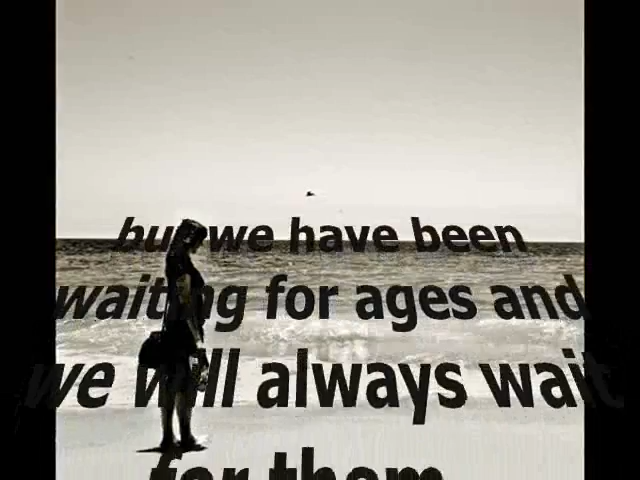 but we have been
waiting for ages and
we will always wait
for them